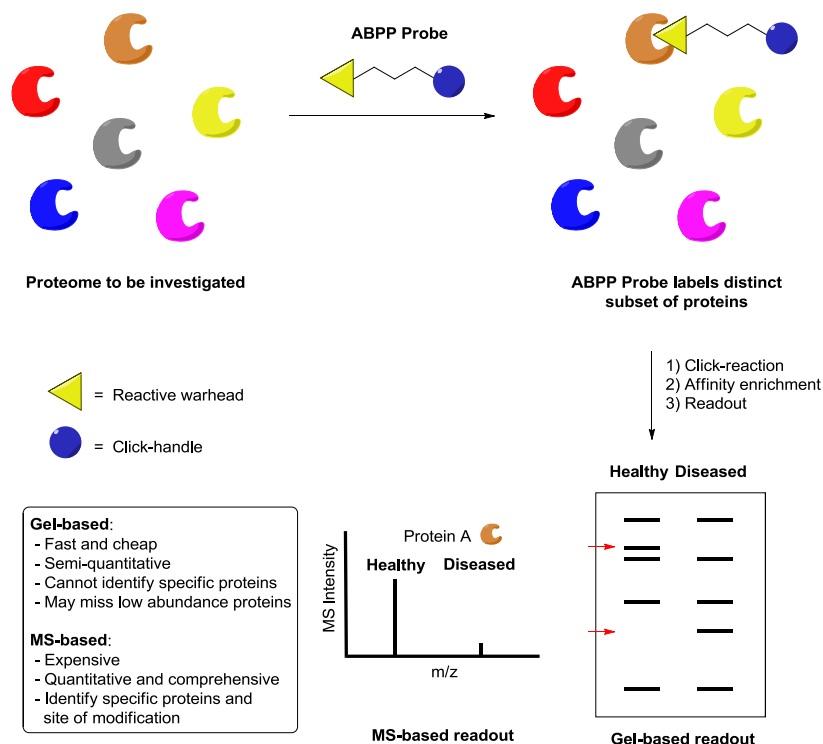 ABPP Probe
Proteome to be investigated
ABPP Probe labels distinct
subset of proteins
1) Click-reaction
2) Affinity enrichment
3) Readout
= Reactive warhead
= Click-handle
Gel-based:
- Fast and cheap
- Semi-quantitative
- Cannot identify specific proteins
- May miss low abundance proteins
MS-based:
- Expensive
- Quantitative and comprehensive
- Identify specific proteins and
site of modification
Protein A
Healthy Diseased
MS Intensity
m/z
MS-based readout
Healthy Diseased
Gel-based readout